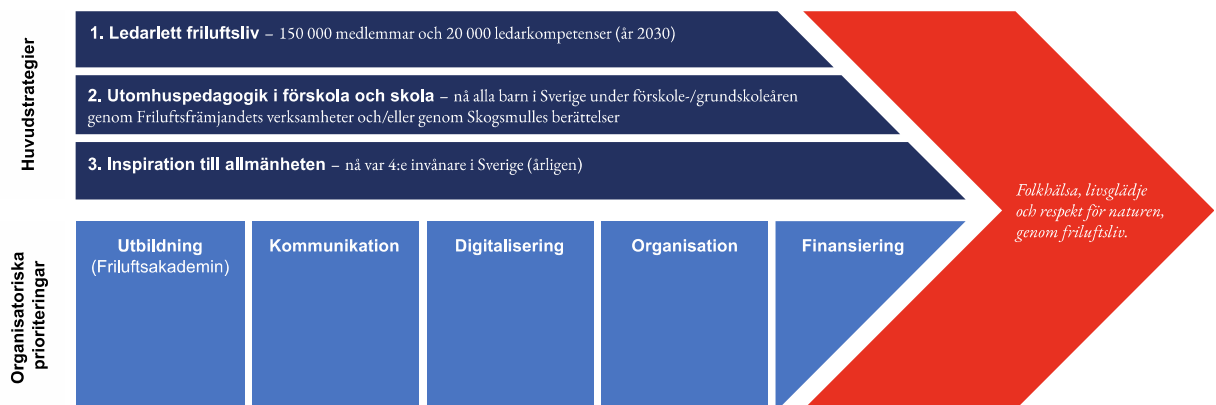 Huvudstrategier
1. Ledarlett friluftsliv – 150 000 medlemmar och 20 000 ledarkompetenser (år 2030)
2. Utomhuspedagogik i förskola och skola – nå alla barn i Sverige under förskole-/grundskoleåren
genom Friluftsfrämjandets verksamheter och/eller genom Skogsmulles berättelser
3. Inspiration till allmänheten – nå var 4:e invånare i Sverige (årligen)
Folkhälsa, livsglädje
och respekt för naturen,
genom friluftsliv.
Organisatoriska
prioriteringar
Utbildning
(Friluftsakademin)
Kommunikation
Digitalisering
Organisation
Finansiering